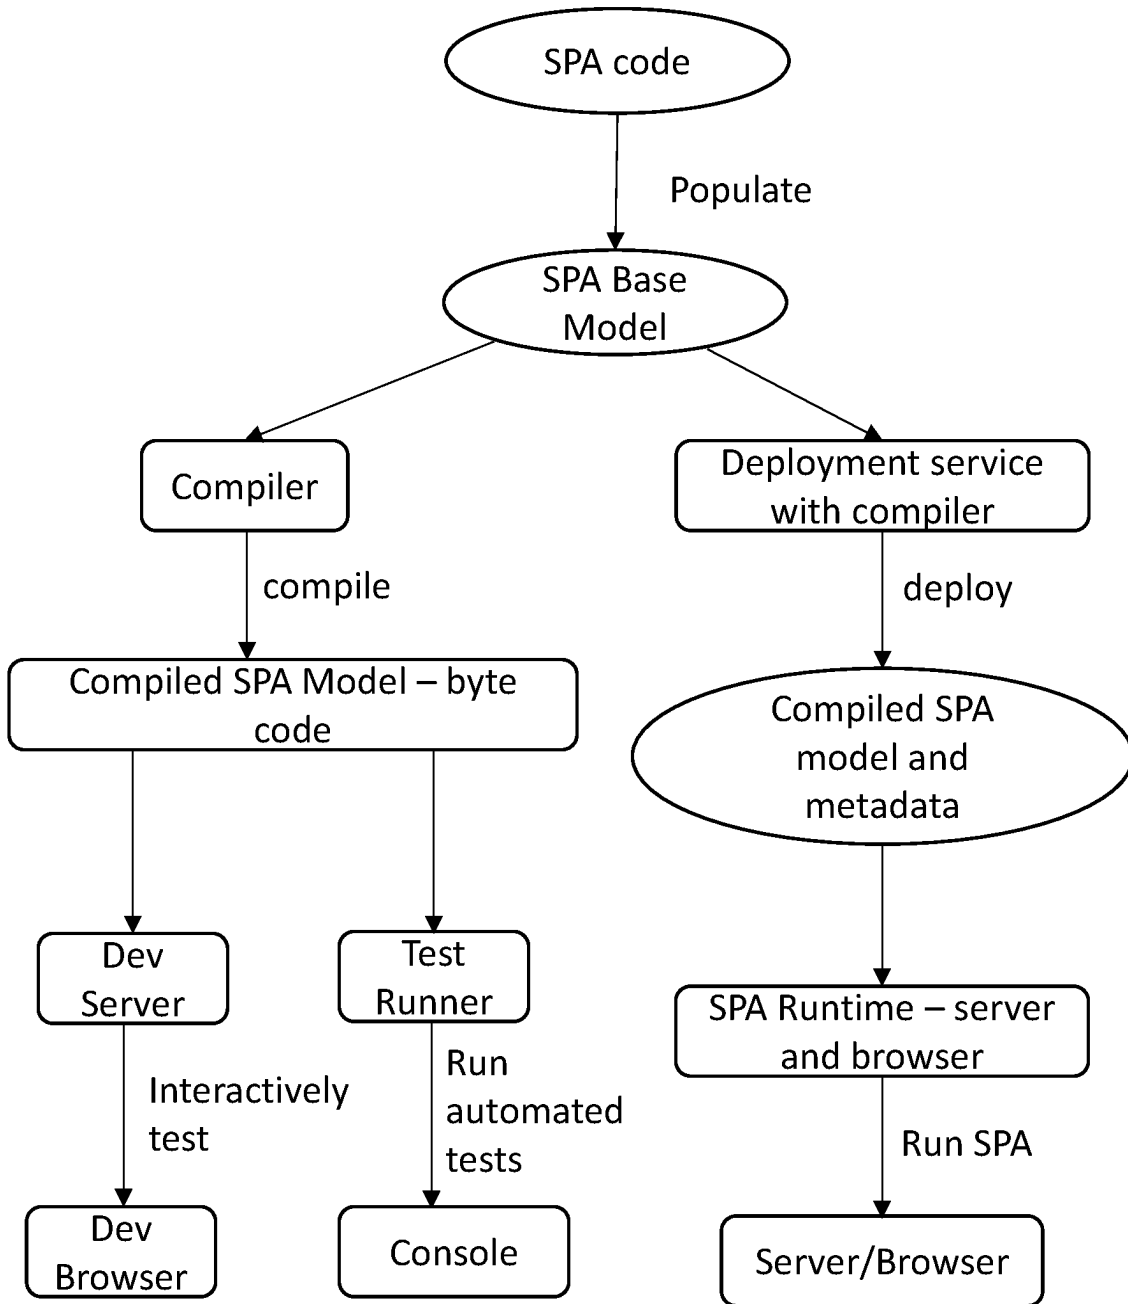 SPA code
Populate
SPA Base
Model
Compiler
Deployment service
with compiler
compile
deploy
Compiled SPA Model – byte
code
Compiled SPA
model and
metadata
Dev
Server
Test
Runner
SPA Runtime – server
and browser
Interactively
test
Run
automated
tests
Run SPA
Dev
Browser
Console
Server/Browser